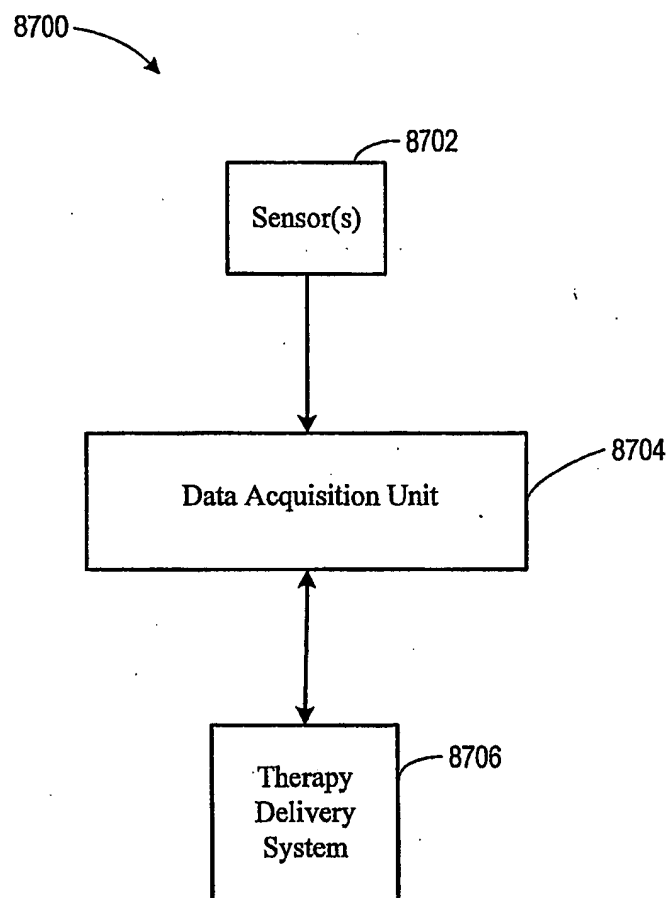 8700
8702
Sensor(s)
8704
Data Acquisition Unit
8706
Therapy
Delivery
System